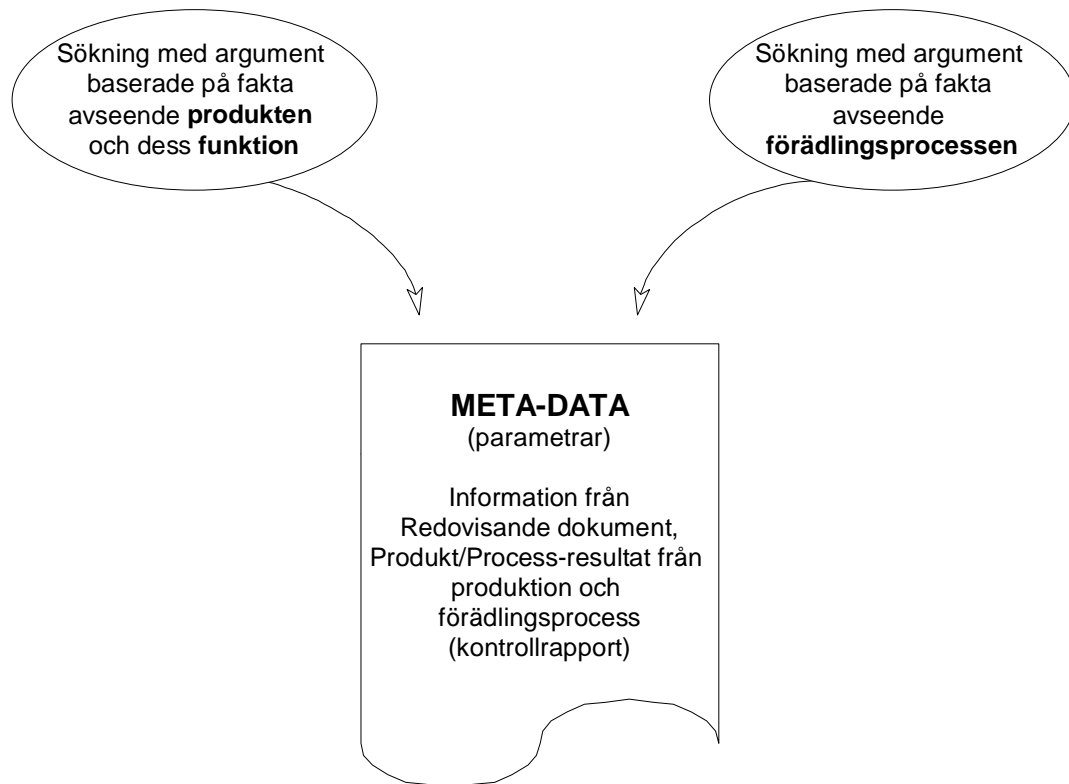 Sökning med argument
baserade på fakta
avseende produkten
och dess funktion
Sökning med argument
baserade på fakta
avseende
förädlingsprocessen
META-DATA
(parametrar)
Information från
Redovisande dokument,
Produkt/Process-resultat från
produktion och
förädlingsprocess
(kontrollrapport)